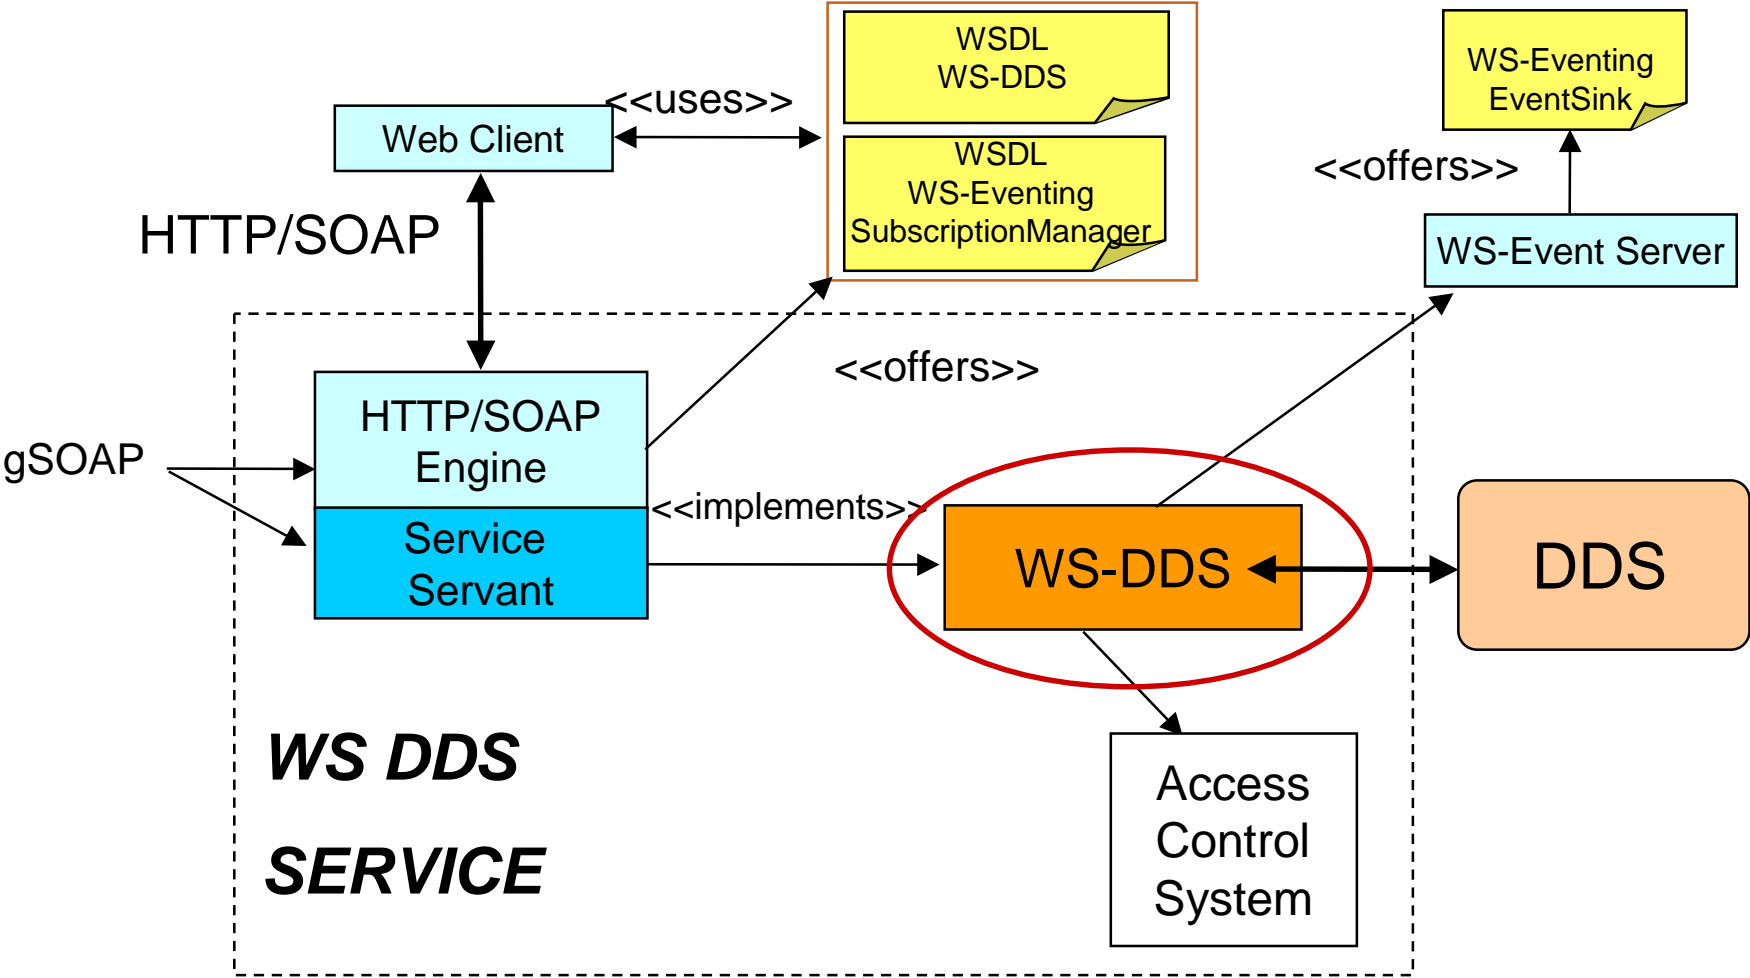 WSDL
WS-DDS
WS-Eventing
EventSink
<<uses>>
Web Client
WSDL
WS-Eventing
SubscriptionManager
<<offers>>
HTTP/SOAP
WS-Event Server
<<offers>>
HTTP/SOAP
Engine
gSOAP
<<implements>>
Service
Servant
WS-DDS
DDS
WS DDS
SERVICE
Access
Control
System